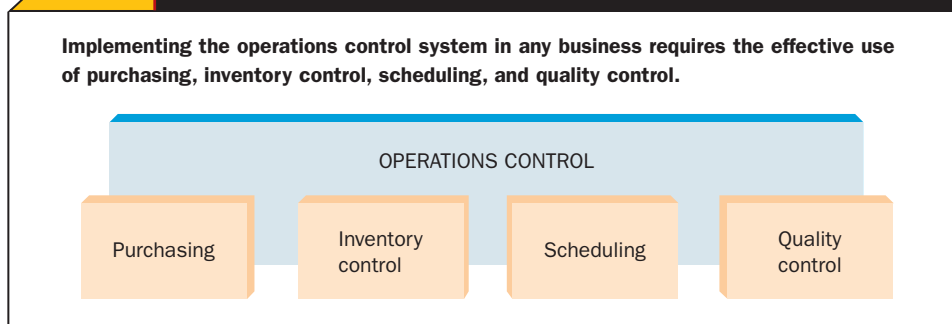 Implementing the operations control system in any business requires the effective use
of purchasing, inventory control, scheduling, and quality control.
OPERATIONS CONTROL
Purchasing
Inventory
control
Scheduling
Quality
control